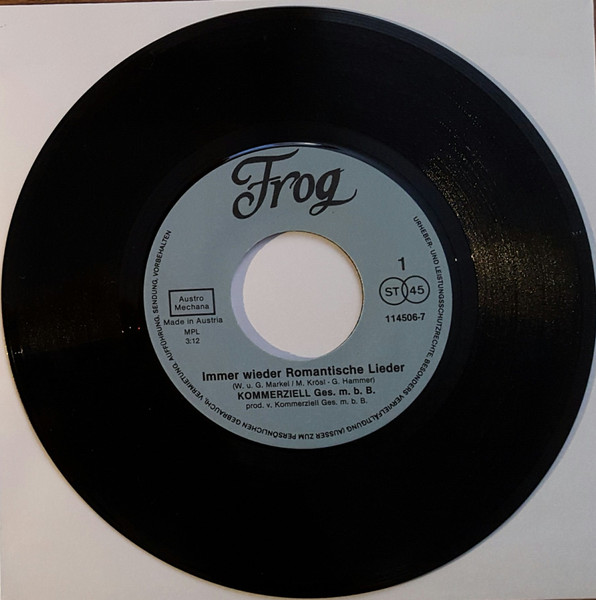 Frog
1
ST 45
114506-7
Austro
Mechana
Made in Austria
MPL
3:12
Immer wieder Romantische Lieder
(W. u. G. Markel / M. Krösl - G. Hammer)
KOMMERZIELL Ges. m. b. B.
prod. v. Kommerziell Ges. m. b. B.
URHEBER- UND LEISTUNGSSCHUTZRECHTE, BESONDERS VERVIELFÄLTIGUNG (AUSSER ZUM PERSÖNLICHEN GEBRAUCH), VERMIETUNG, AUFFÜHRUNG, SENDUNG, VORBEHALTEN